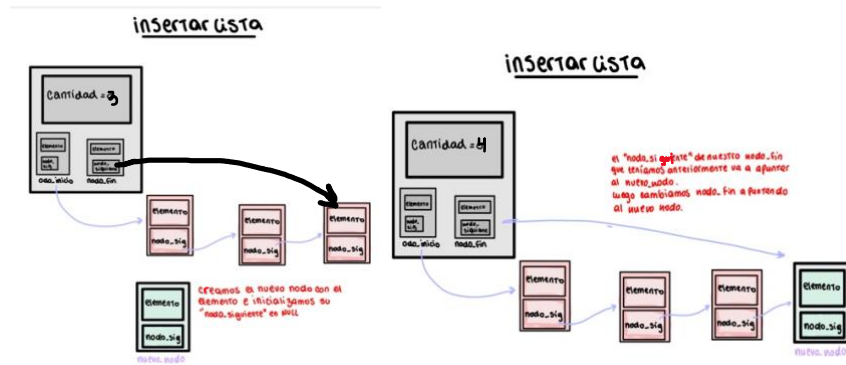 insertar lista
cantidad = 3
elemento
elemento
nodo_sig
nodo_siguiente
nodo_inicio
nodo_fin
elemento
nodo_sig
elemento
nodo_sig
elemento
nodo_sig
elemento
nodo_sig
nuevo_nodo
creamos el nuevo nodo con el
elemento e inicializamos su
"nodo_siguiente" en NULL
insertar lista
cantidad = 4
elemento
elemento
nodo_sig
nodo_siguiente
nodo_inicio
nodo_fin
el "nodo_siguiente" de nuestro nodo_fin
que teníamos anteriormente va a apuntar
al nuevo_nodo.
luego cambiamos nodo_fin apuntando
al nuevo nodo.
elemento
nodo_sig
elemento
nodo_sig
elemento
nodo_sig
elemento
nodo_sig
nuevo_nodo